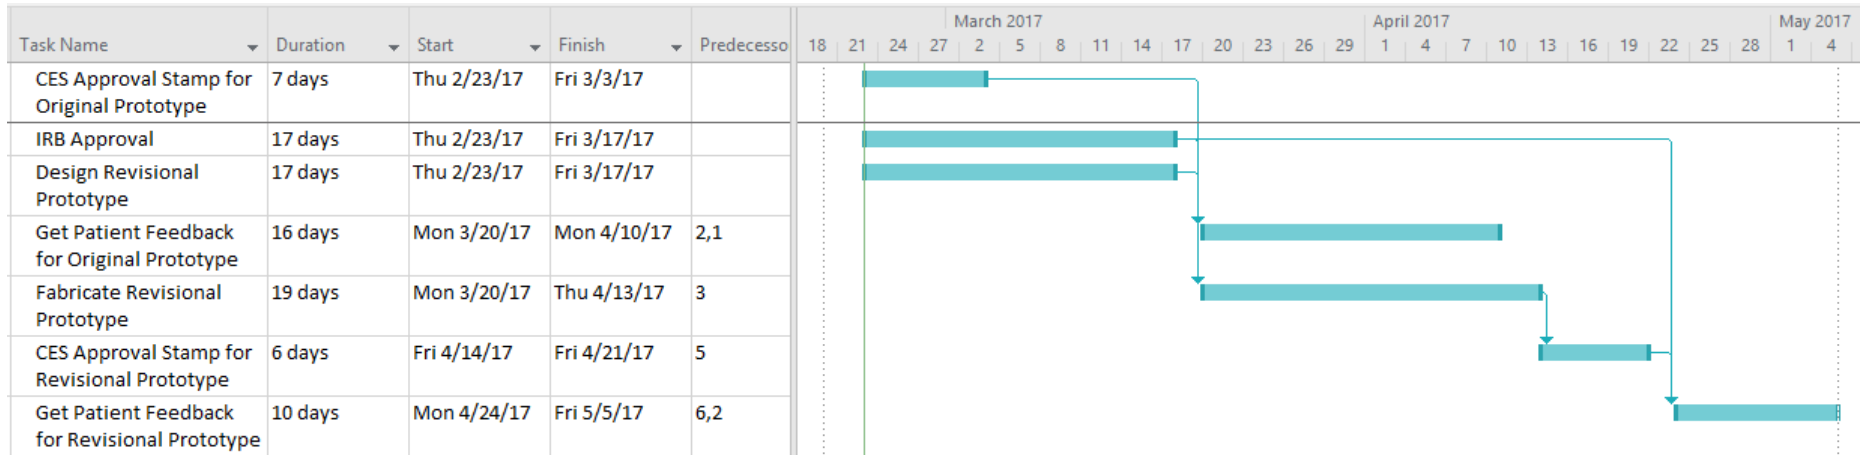 March 2017 April 2017 May 2017
Task Name Duration Start Finish Predecesso 18 21 24 27 2 5 8 11 14 17 20 23 26 29 1 4 7 10 13 16 19 22 25 28 1 4
CES Approval Stamp for 7 days Thu 2/23/17 Fri 3/3/17
Original Prototype
IRB Approval 17 days Thu 2/23/17 Fri 3/17/17
Design Revisional 17 days Thu 2/23/17 Fri 3/17/17
Prototype
Get Patient Feedback 16 days Mon 3/20/17 Mon 4/10/17 2,1
for Original Prototype
Fabricate Revisional 19 days Mon 3/20/17 Thu 4/13/17 3
Prototype
CES Approval Stamp for 6 days Fri 4/14/17 Fri 4/21/17 5
Revisional Prototype
Get Patient Feedback 10 days Mon 4/24/17 Fri 5/5/17 6,2
for Revisional Prototype